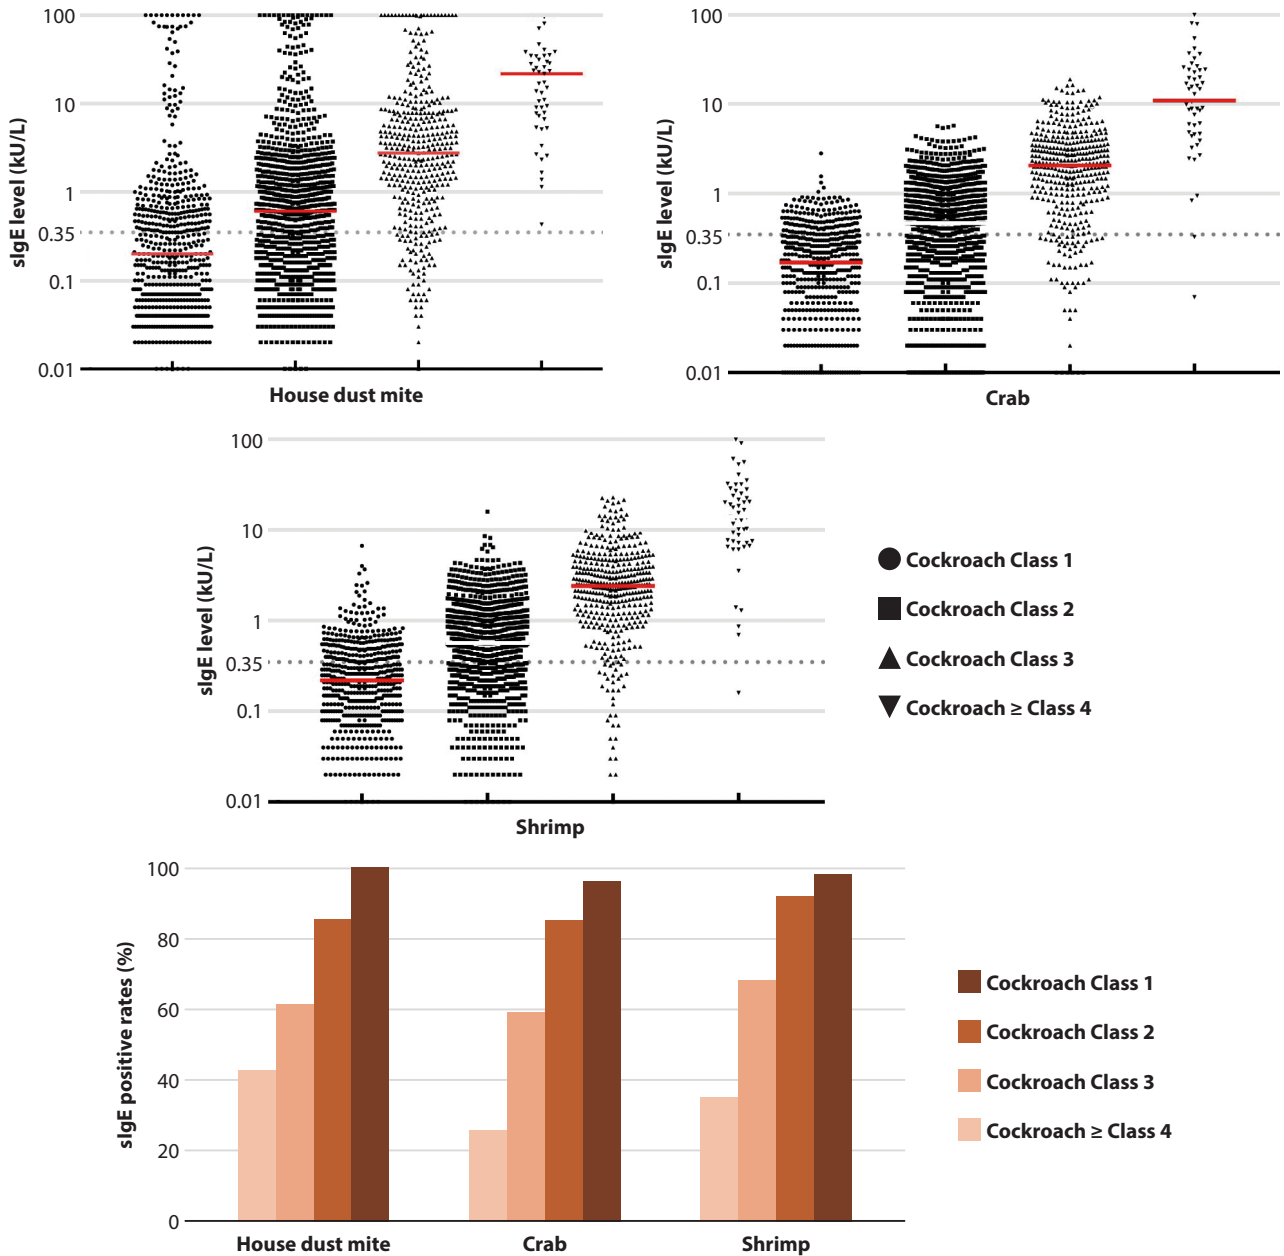 100
10
1
0.35
0.1
0.01
sIgE level (kU/L)
House dust mite
100
10
1
0.35
0.1
0.01
sIgE level (kU/L)
Crab
100
10
1
0.35
0.1
0.01
sIgE level (kU/L)
Shrimp
Cockroach Class 1
Cockroach Class 2
Cockroach Class 3
Cockroach ≥ Class 4
100
80
60
40
20
0
sIgE positive rates (%)
House dust mite
Crab
Shrimp
Cockroach Class 1
Cockroach Class 2
Cockroach Class 3
Cockroach ≥ Class 4